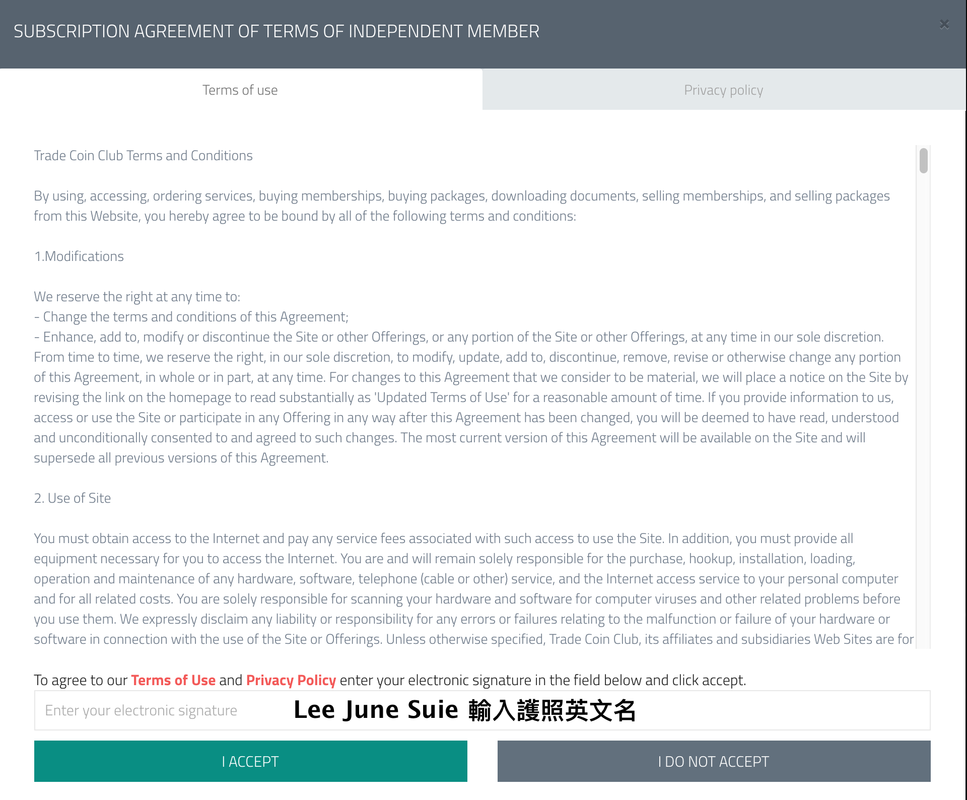 SUBSCRIPTION AGREEMENT OF TERMS OF INDEPENDENT MEMBER
×
Terms of use
Privacy policy
Trade Coin Club Terms and Conditions
By using, accessing, ordering services, buying memberships, buying packages, downloading documents, selling memberships, and selling packages
from this Website, you hereby agree to be bound by all of the following terms and conditions:
1.Modifications
We reserve the right at any time to:
- Change the terms and conditions of this Agreement;
- Enhance, add to, modify or discontinue the Site or other Offerings, or any portion of the Site or other Offerings, at any time in our sole discretion.
From time to time, we reserve the right, in our sole discretion, to modify, update, add to, discontinue, remove, revise or otherwise change any portion
of this Agreement, in whole or in part, at any time. For changes to this Agreement that we consider to be material, we will place a notice on the Site by
revising the link on the homepage to read substantially as 'Updated Terms of Use' for a reasonable amount of time. If you provide information to us,
access or use the Site or participate in any Offering in any way after this Agreement has been changed, you will be deemed to have read, understood
and unconditionally consented to and agreed to such changes. The most current version of this Agreement will be available on the Site and will
supersede all previous versions of this Agreement.
2. Use of Site
You must obtain access to the Internet and pay any service fees associated with such access to use the Site. In addition, you must provide all
equipment necessary for you to access the Internet. You are and will remain solely responsible for the purchase, hookup, installation, loading,
operation and maintenance of any hardware, software, telephone (cable or other) service, and the Internet access service to your personal computer
and for all related costs. You are solely responsible for scanning your hardware and software for computer viruses and other related problems before
you use them. We expressly disclaim any liability or responsibility for any errors or failures relating to the malfunction or failure of your hardware or
software in connection with the use of the Site or Offerings. Unless otherwise specified, Trade Coin Club, its affiliates and subsidiaries Web Sites are for
To agree to our Terms of Use and Privacy Policy enter your electronic signature in the field below and click accept.
Enter your electronic signature Lee June Suie 輸入護照英文名
I ACCEPT
I DO NOT ACCEPT